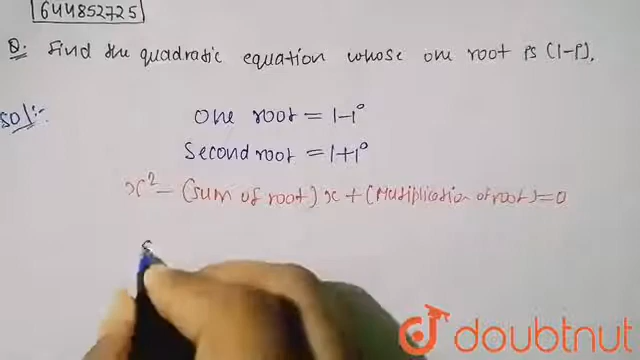 644852725
Q. Find the quadratic equation whose one root is (1-i).
Sol:-
One root = 1-i
Second root = 1+i
x² - (Sum of root) x + (Multiplication of root) = 0
S
doubtnut